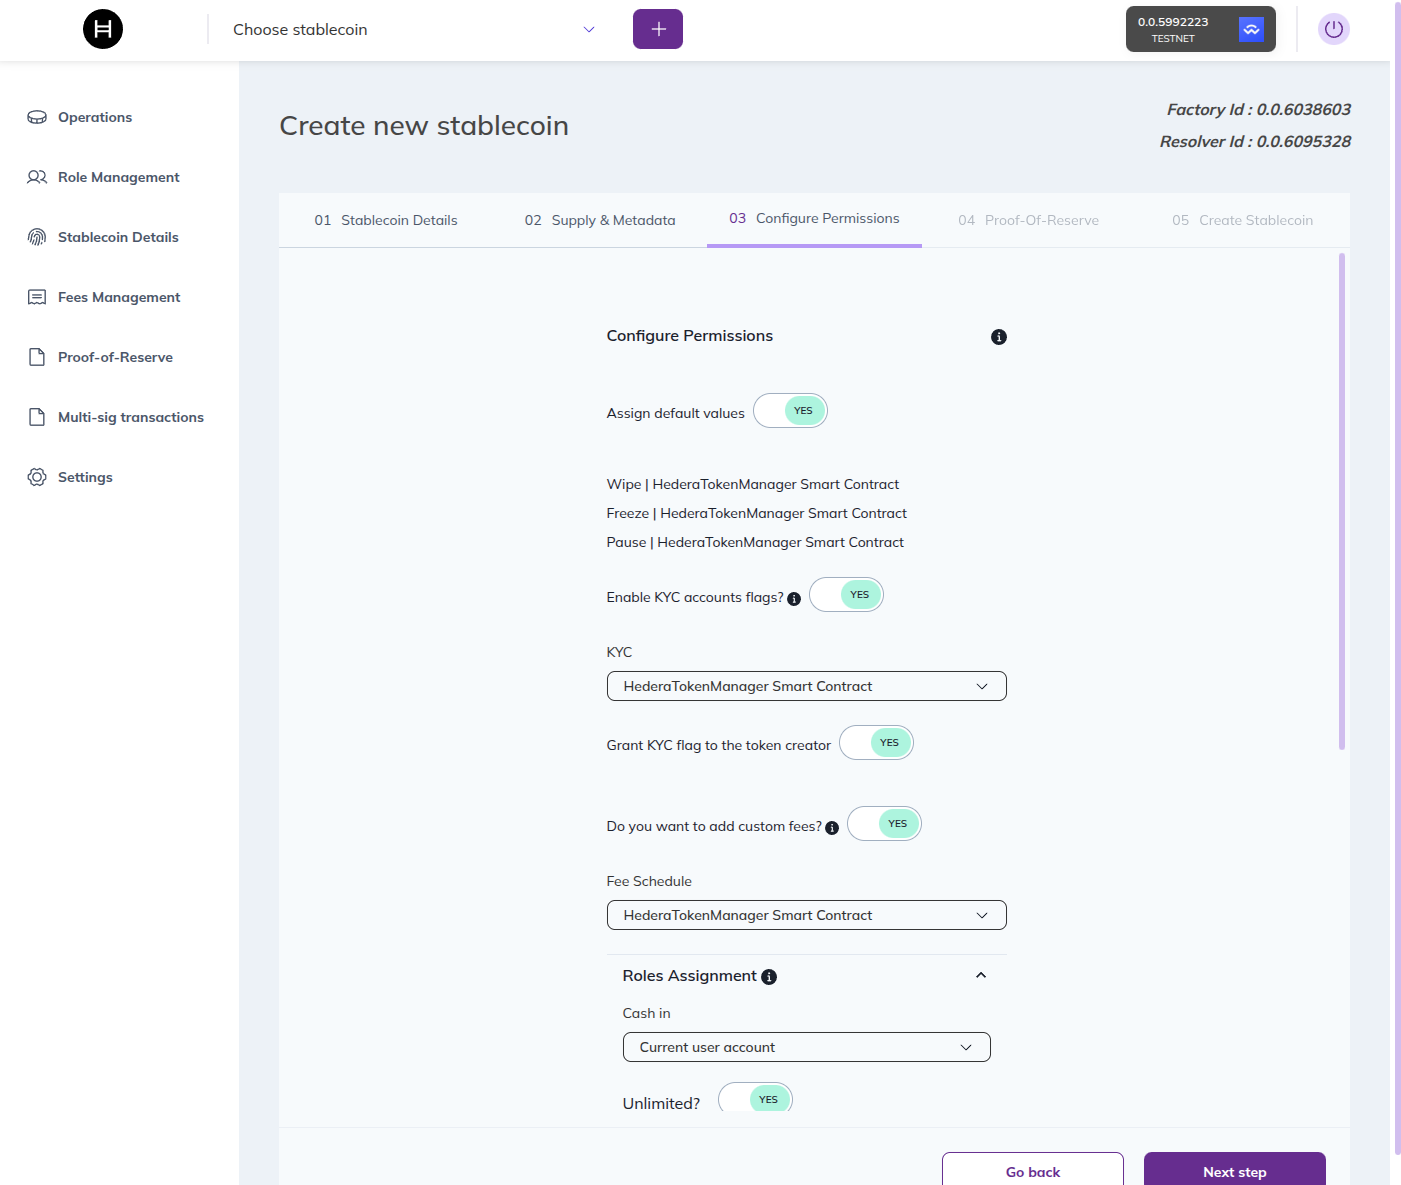 Choose stablecoin
0.0.5992223
TESTNET
Operations
Role Management
Stablecoin Details
Fees Management
Proof-of-Reserve
Multi-sig transactions
Settings
Create new stablecoin
Factory Id : 0.0.6038603
Resolver Id : 0.0.6095328
01 Stablecoin Details
02 Supply & Metadata
03 Configure Permissions
04 Proof-Of-Reserve
05 Create Stablecoin
Configure Permissions
Assign default values YES
Wipe | HederaTokenManager Smart Contract
Freeze | HederaTokenManager Smart Contract
Pause | HederaTokenManager Smart Contract
Enable KYC accounts flags? YES
KYC
HederaTokenManager Smart Contract
Grant KYC flag to the token creator YES
Do you want to add custom fees? YES
Fee Schedule
HederaTokenManager Smart Contract
Roles Assignment
Cash in
Current user account
Unlimited? YES
Go back
Next step